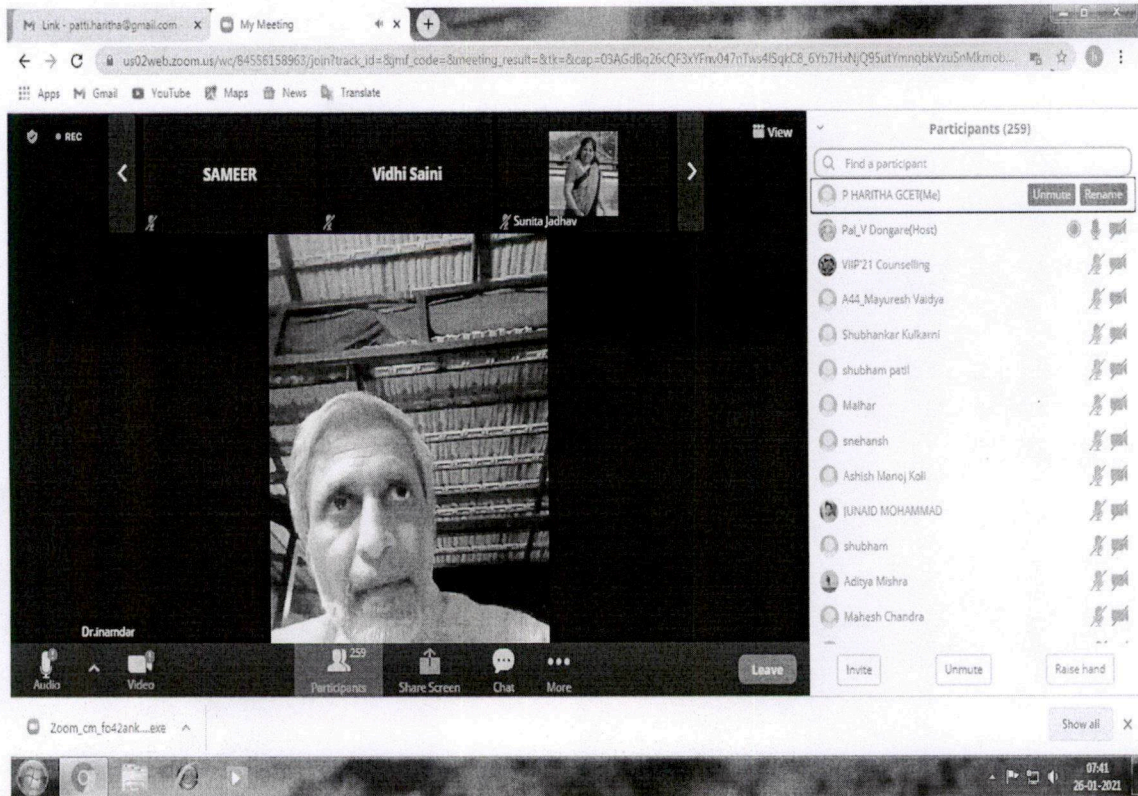 Link - patti.haritha@gmail.com
My Meeting
us02web.zoom.us/wc/84556158963/join?track_id=&jmf_code=&meeting_result=&tk=&cap=
Apps Gmail YouTube Maps News Translate
REC
View
SAMEER
Vidhi Saini
Sunita Jadhav
Dr.inamdar
Audio
Video
259
Participants
Share Screen
Chat
More
Leave
Participants (259)
Find a participant
P HARITHA GCET(Me) Unmute Rename
Pal_V Dongare(Host)
VIIP'21 Counselling
A44_Mayuresh Vaidya
Shubhankar Kulkarni
shubham patil
Malhar
snehansh
Ashish Manoj Koli
JUNAID MOHAMMAD
shubham
Aditya Mishra
Mahesh Chandra
Invite
Unmute
Raise hand
Zoom_cm_fo42ank....exe
Show all
07:41
26-01-2021